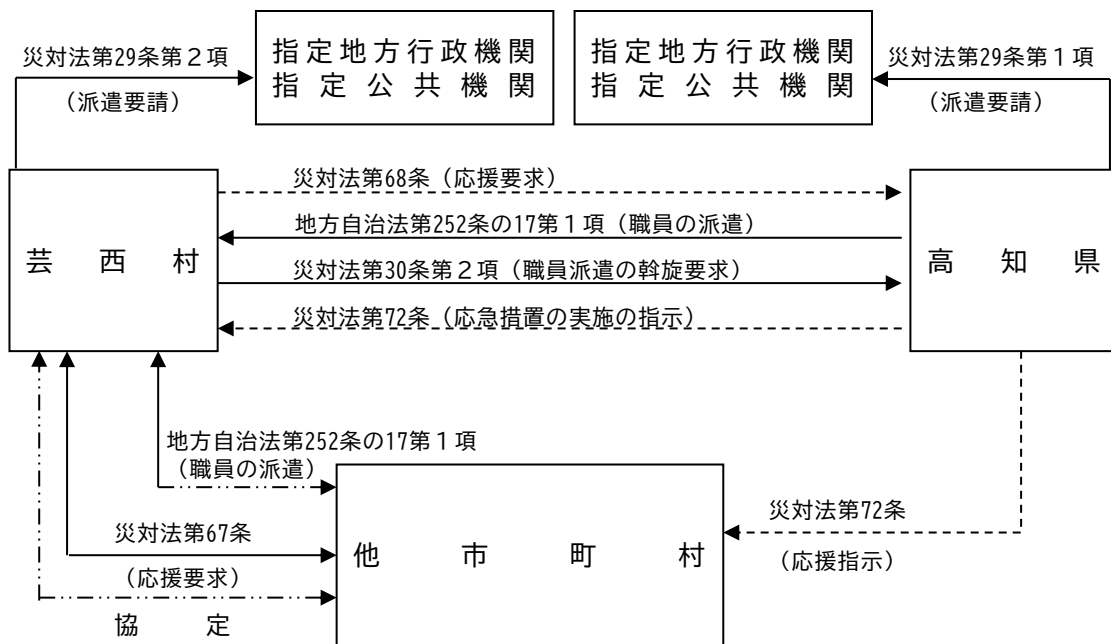 災対法第29条第２項
（派遣要請）
指定地方行政機関
指定公共機関
指定地方行政機関
指定公共機関
災対法第29条第１項
（派遣要請）
災対法第68条（応援要求）
地方自治法第252条の17第１項（職員の派遣）
芸西村
災対法第30条第２項（職員派遣の斡旋要求）
高知県
災対法第72条（応急措置の実施の指示）
地方自治法第252条の17第１項
（職員の派遣）
災対法第67条
（応援要求）
協定
他市町村
災対法第72条
（応援指示）